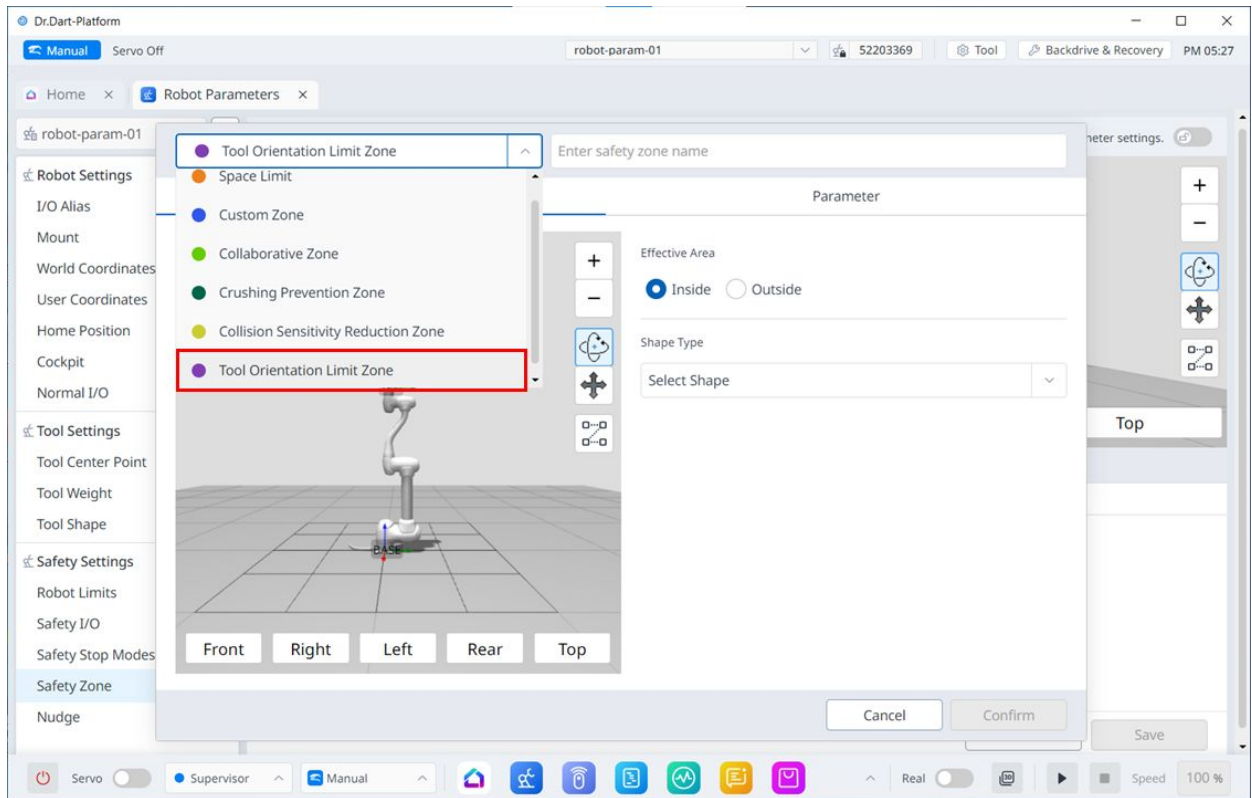 Dr.Dart-Platform
Manual Servo Off robot-param-01 52203369 Tool Backdrive & Recovery PM 05:27
Home Robot Parameters
robot-param-01
Tool Orientation Limit Zone Enter safety zone name
meter settings.
Robot Settings
I/O Alias
Mount
World Coordinates
User Coordinates
Home Position
Cockpit
Normal I/O
Tool Settings
Tool Center Point
Tool Weight
Tool Shape
Safety Settings
Robot Limits
Safety I/O
Safety Stop Modes
Safety Zone
Nudge
Space Limit
Custom Zone
Collaborative Zone
Crushing Prevention Zone
Collision Sensitivity Reduction Zone
Tool Orientation Limit Zone
BASE
Front Right Left Rear Top
Parameter
Effective Area
Inside Outside
Shape Type
Select Shape
Top
Cancel Confirm
Save
Servo Supervisor Manual Real 3D Speed 100 %